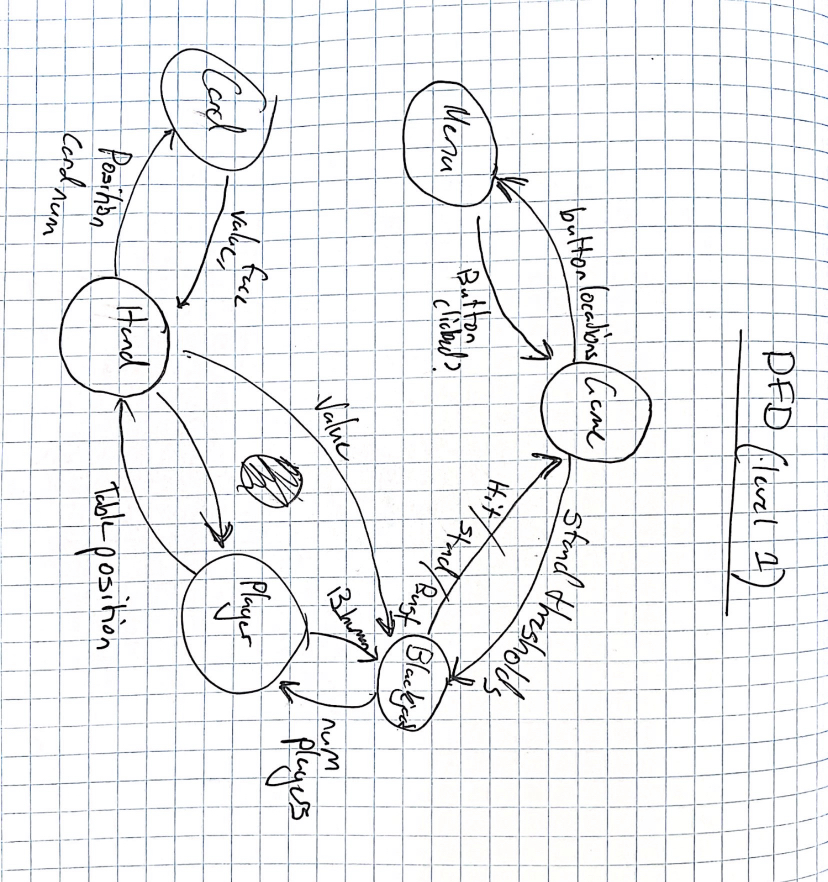 DFD (level 1)
Game
button locations
Menu
Button
clicked?
Stand thresholds
Hit/
Stand/
Bust
Blackjack
Value
num
Players
Player
Table position
Hand
value, face
Card
Position
Card num